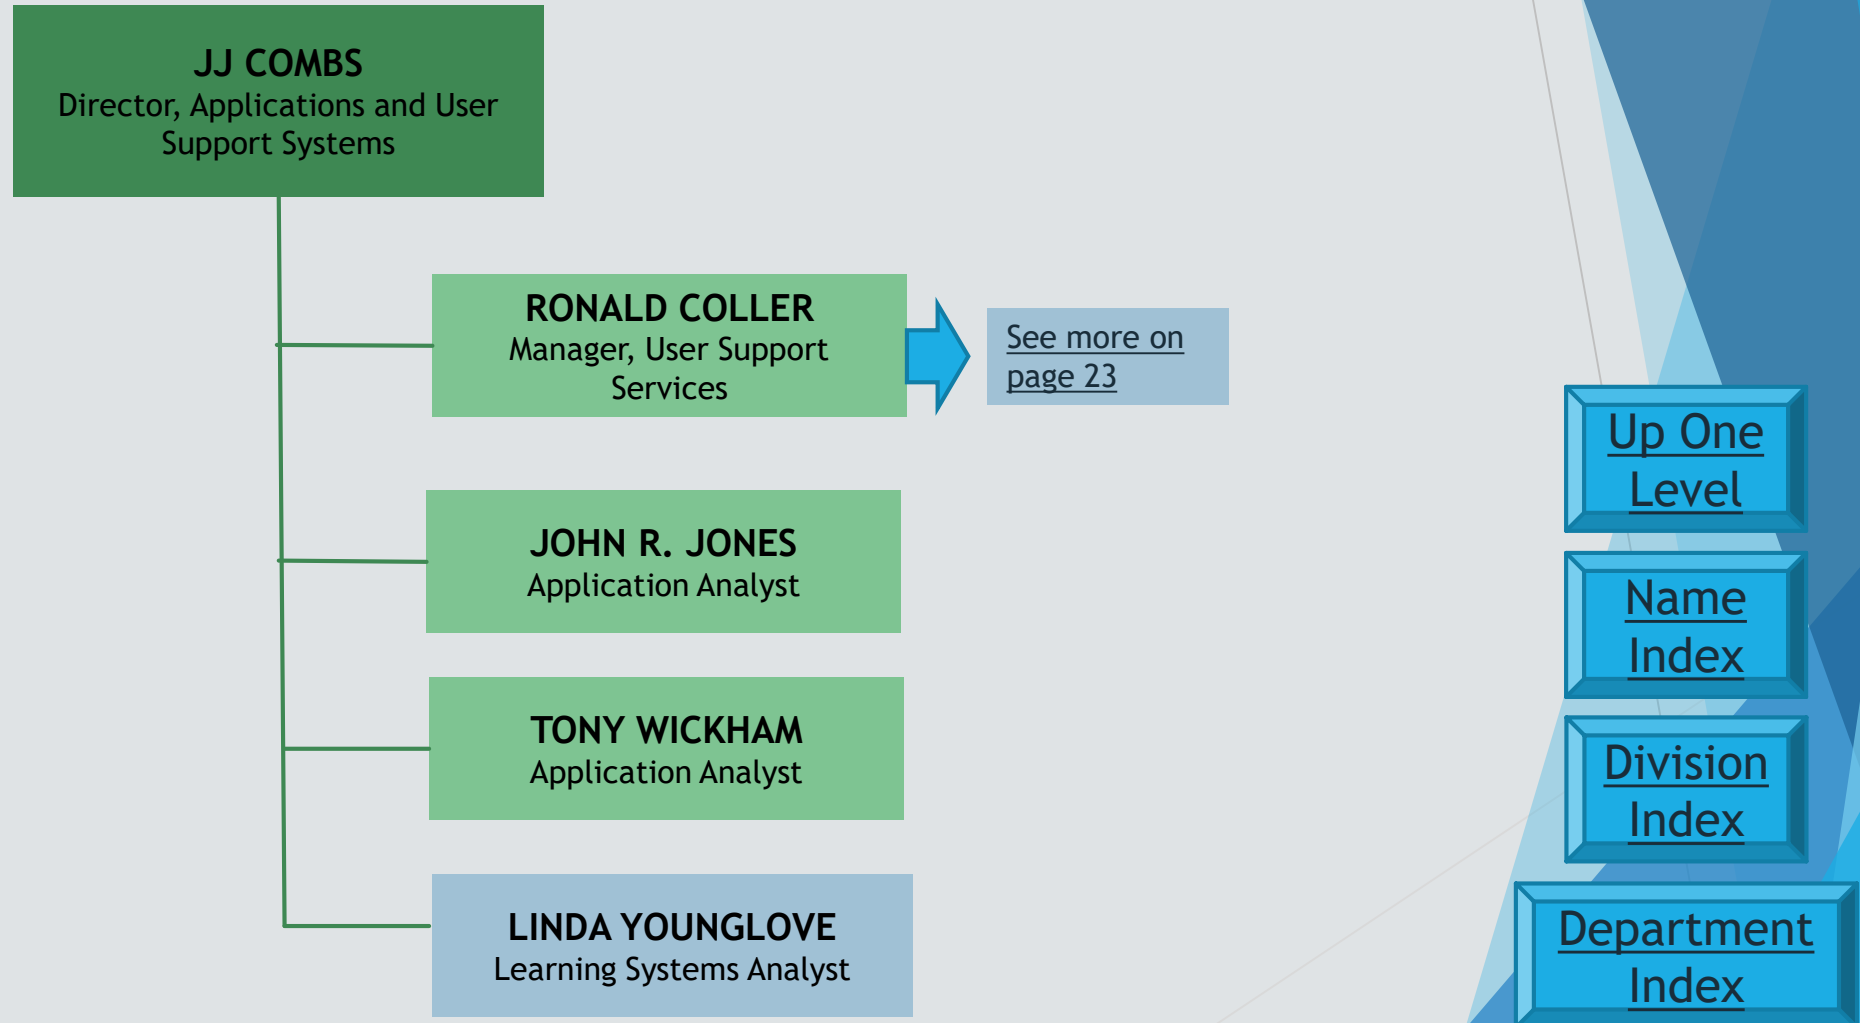 JJ COMBS
Director, Applications and User
Support Systems
RONALD COLLER
Manager, User Support
Services
See more on
page 23
JOHN R. JONES
Application Analyst
TONY WICKHAM
Application Analyst
LINDA YOUNGLOVE
Learning Systems Analyst
Up One
Level
Name
Index
Division
Index
Department
Index